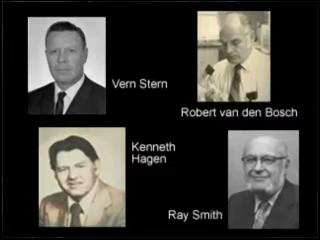 Vern Stern
Robert van den Bosch
Kenneth
Hagen
Ray Smith